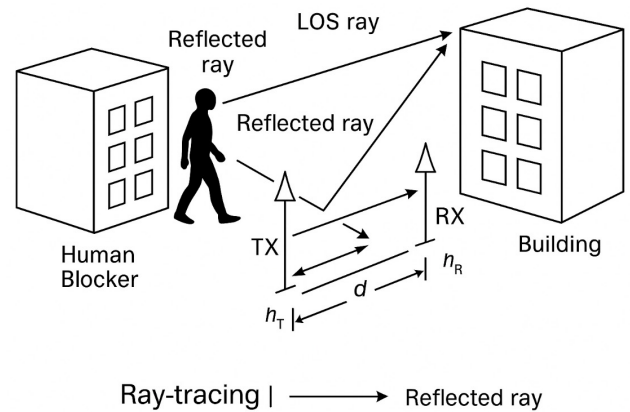 LOS ray
Reflected
ray
Reflected ray
TX
RX
Human
Blocker
Building
d
hT
hR
Ray-tracing | Reflected ray